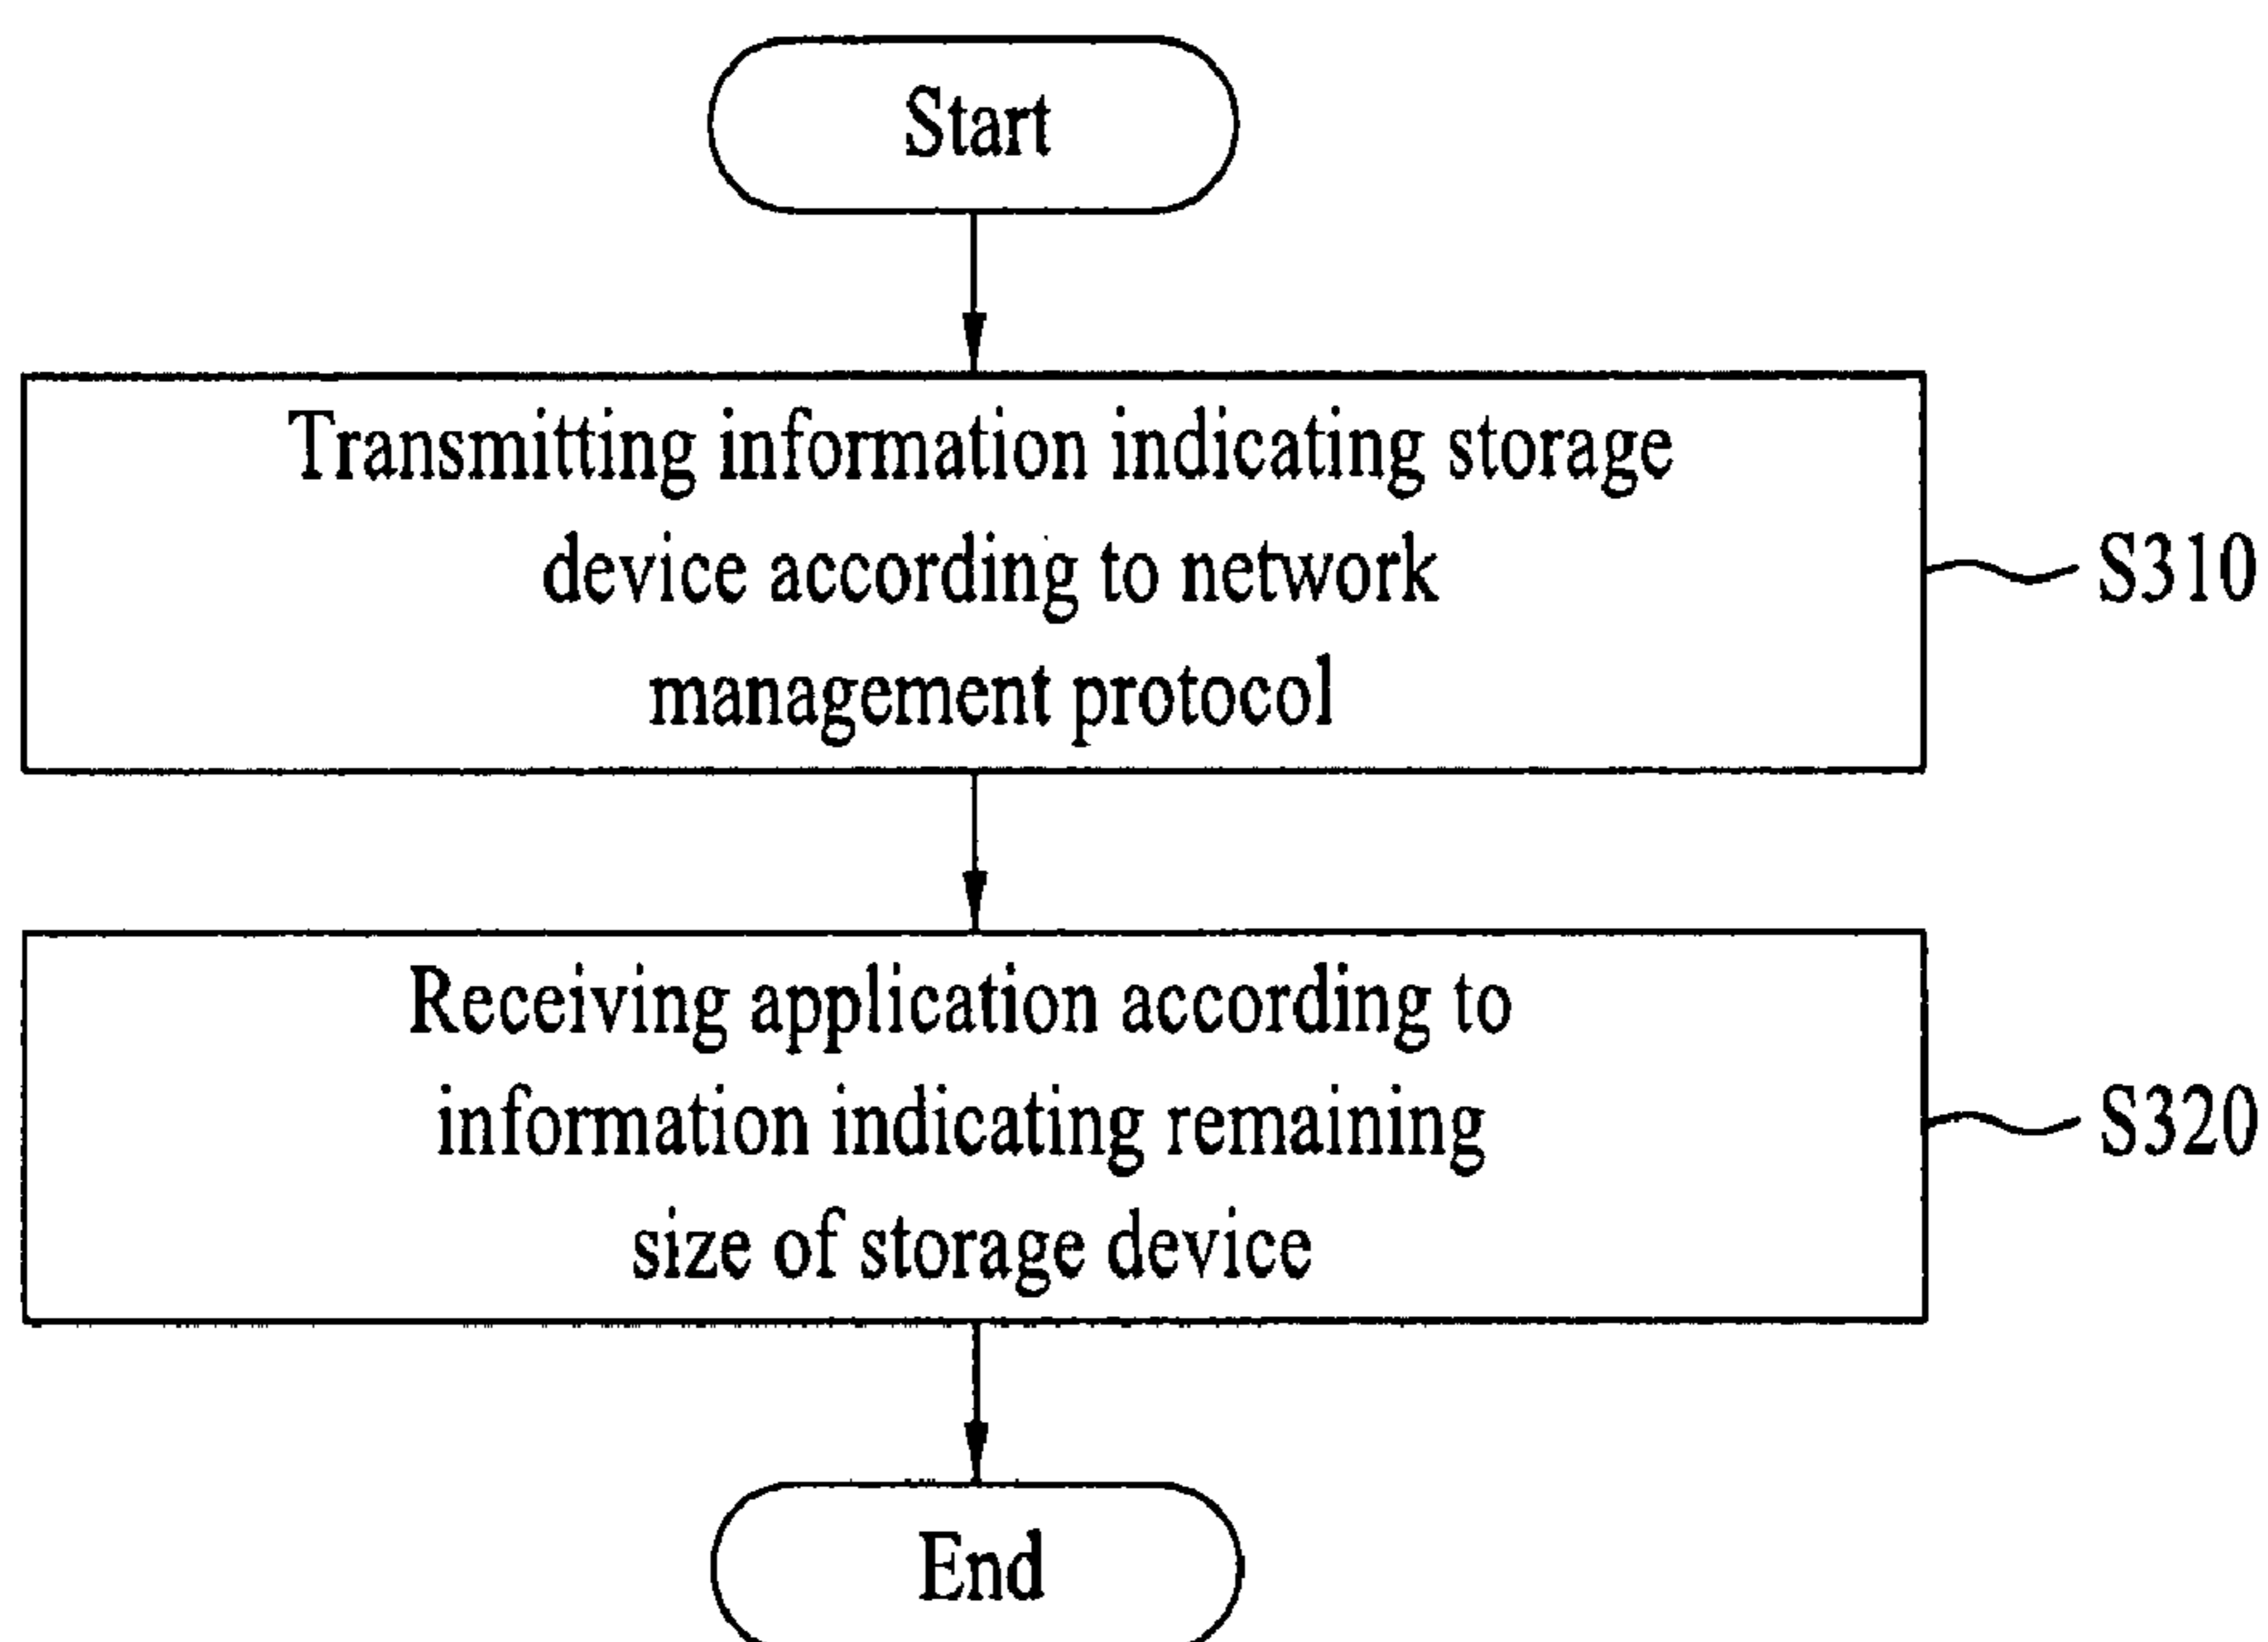 Start
Transmitting information indicating storage
device according to network
management protocol
S310
Receiving application according to
information indicating remaining
size of storage device
S320
End